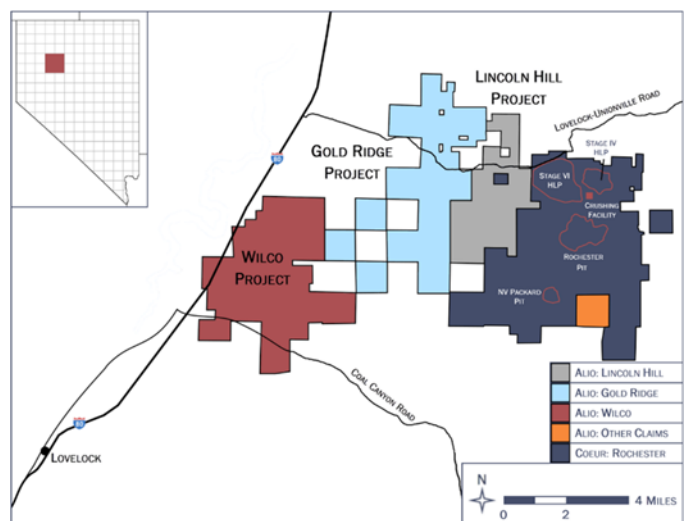 LINCOLN HILL
PROJECT
LOVELOCK-UNIONVILLE ROAD
STAGE IV
HLP
80
GOLD RIDGE
PROJECT
STAGE VI
HLP
CRUSHING
FACILITY
ROCHESTER
PIT
WILCO
PROJECT
NV PACKARD
PIT
COAL CANYON
ROAD
80
LOVELOCK
ALIO: LINCOLN HILL
ALIO: GOLD RIDGE
ALIO: WILCO
ALIO: OTHER CLAIMS
COEUR: ROCHESTER
N
4 MILES
0
2